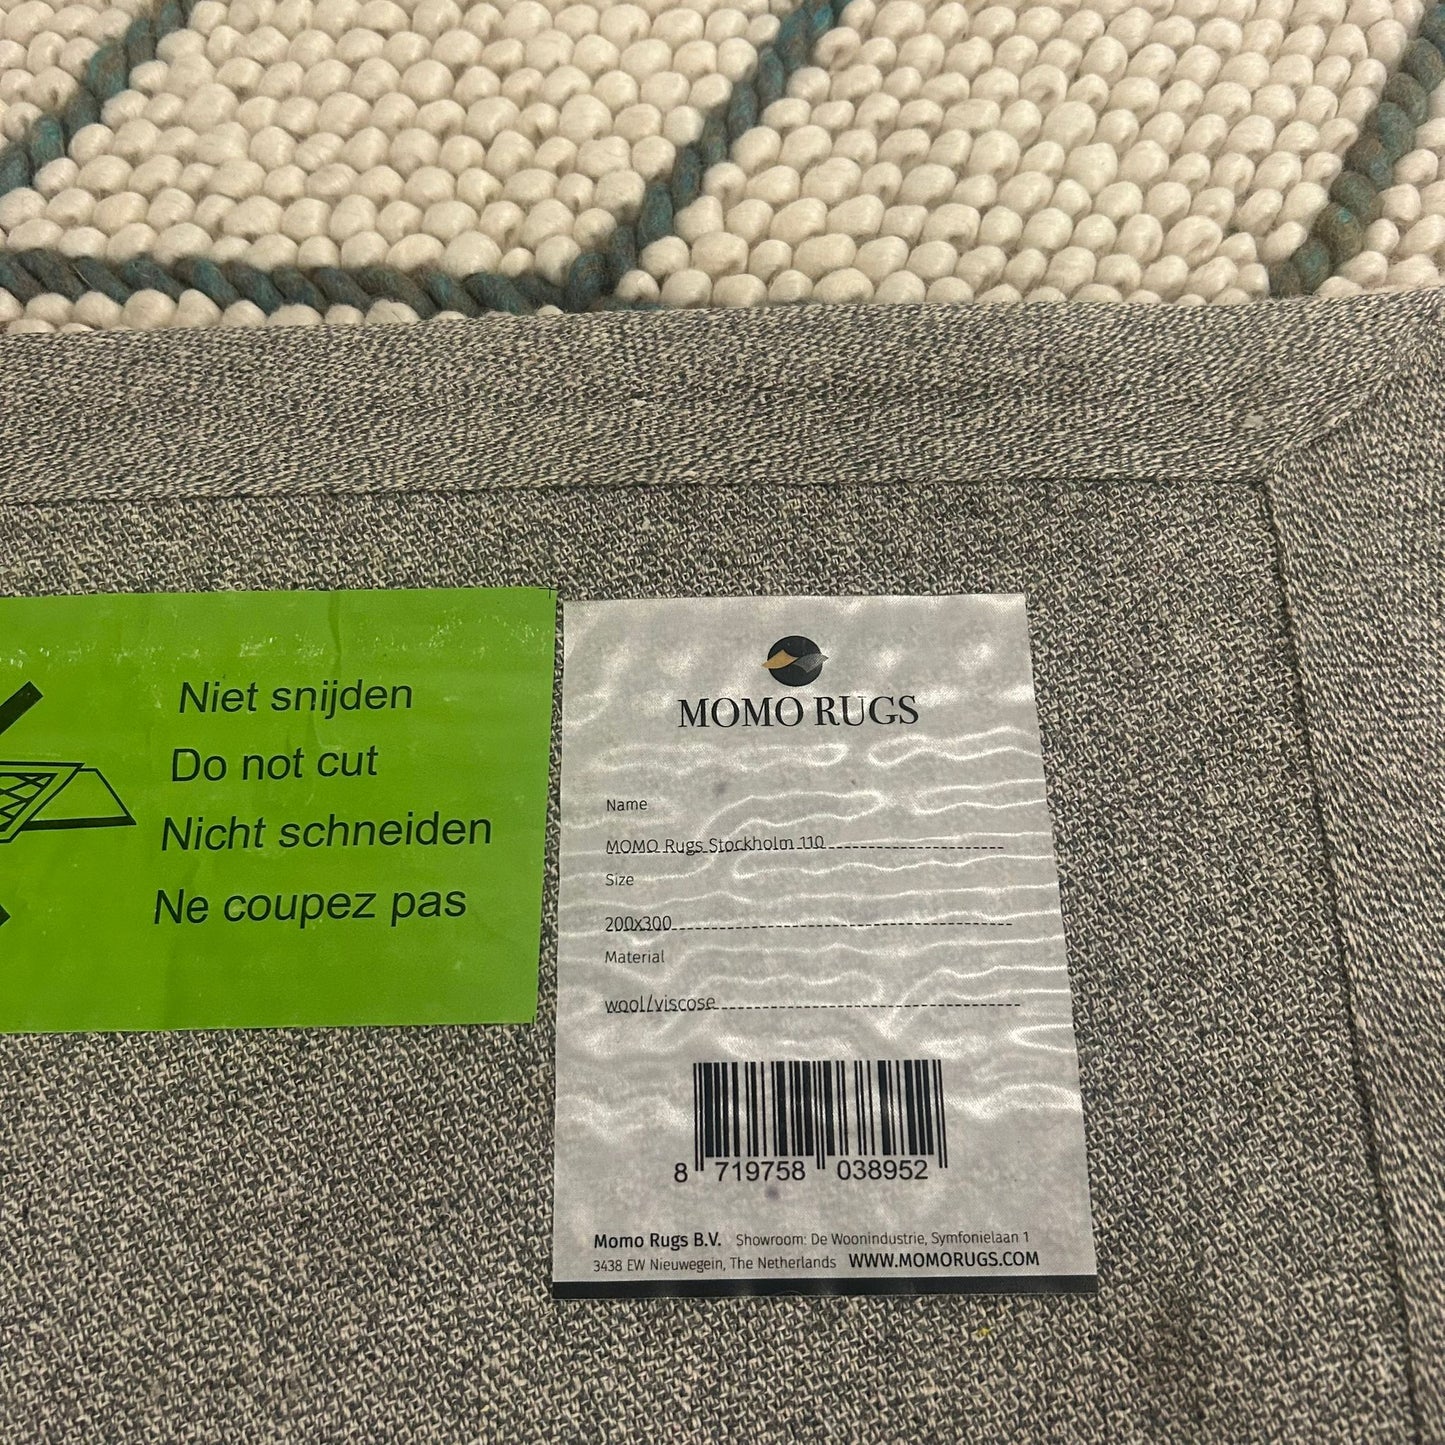 Niet snijden
Do not cut
Nicht schneiden
Ne coupez pas
MOMO RUGS
Name
MOMO Rugs Stockholm 110
Size
200x300
Material
wool/viscose
8 719758 038952
Momo Rugs B.V. Showroom: De Woonindustrie, Symfonielaan 1
3438 EW Nieuwegein, The Netherlands WWW.MOMORUGS.COM